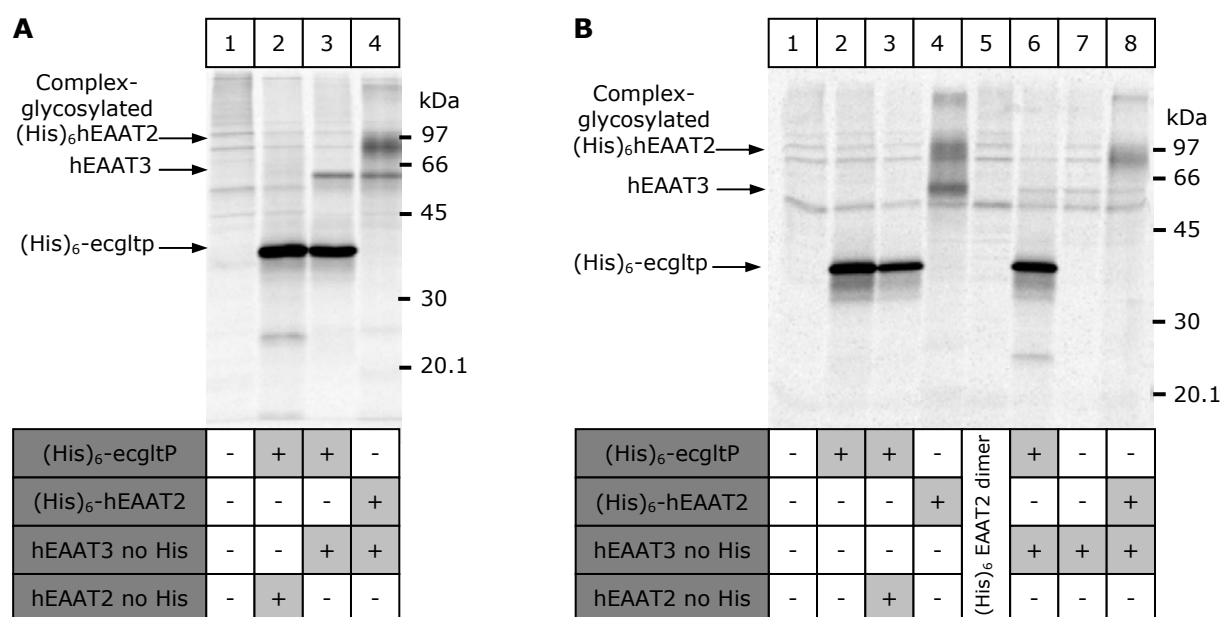 A
1 2 3 4
Complex-
glycosylated
(His)₆hEAAT2
hEAAT3
(His)₆-ecgltp
kDa
97
66
45
30
20.1
(His)₆-ecgltP - + + -
(His)₆-hEAAT2 - - - +
hEAAT3 no His - - + +
hEAAT2 no His - + - -
B
1 2 3 4 5 6 7 8
Complex-
glycosylated
(His)₆hEAAT2
hEAAT3
(His)₆-ecgltp
kDa
97
66
45
30
20.1
(His)₆-ecgltP - + + - + - -
(His)₆-hEAAT2 - - - + - - +
hEAAT3 no His - - - - + + +
hEAAT2 no His - - + - - - -
(His)₆ EAAT2 dimer